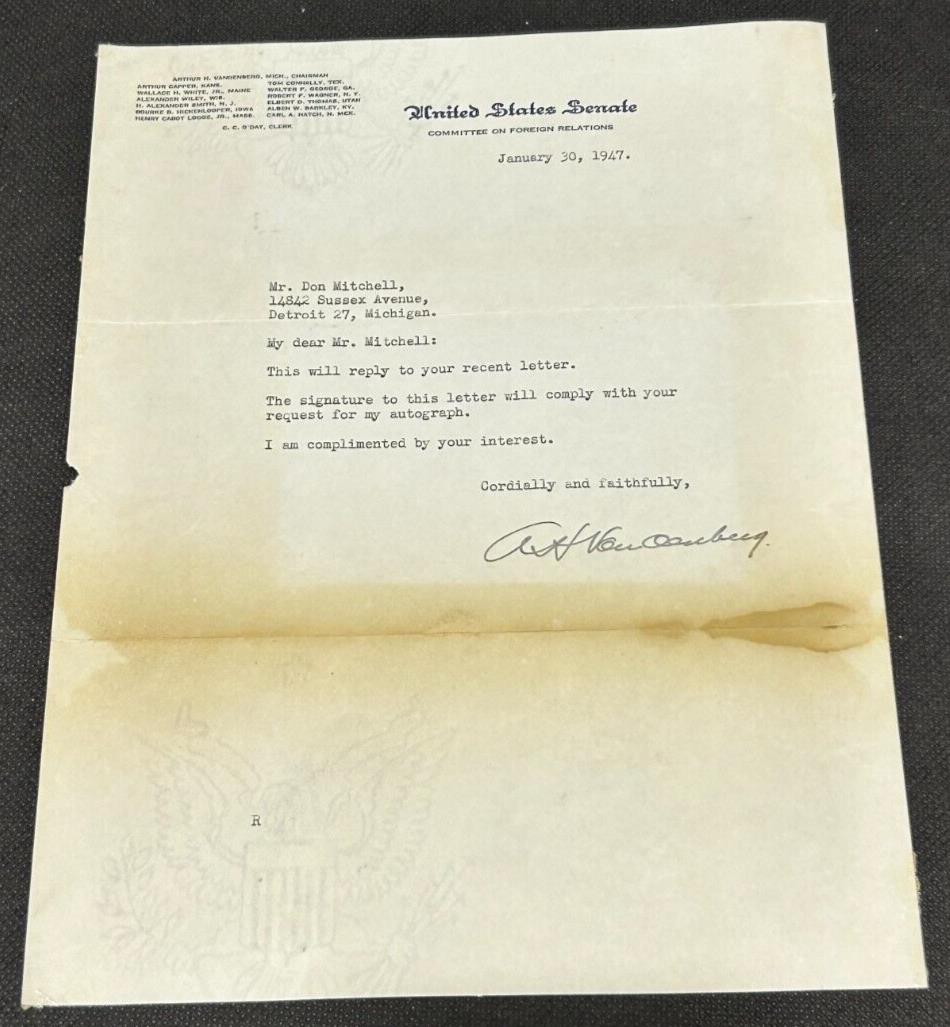 ARTHUR H. VANDENBERG, MICH., CHAIRMAN
ARTHUR CAPPER, KANS.
WALLACE H. WHITE, JR., MAINE
ALEXANDER WILEY, WIS.
H. ALEXANDER SMITH, N. J.
BOURKE B. HICKENLOOPER, IOWA
HENRY CABOT LODGE, JR., MASS.
TOM CONNALLY, TEX.
WALTER F. GEORGE, GA.
ROBERT F. WAGNER, N. Y.
ELBERT D. THOMAS, UTAH
ALBEN W. BARKLEY, KY.
CARL A. HATCH, N. MEX.
C. C. O'DAY, CLERK
United States Senate
COMMITTEE ON FOREIGN RELATIONS
January 30, 1947.
Mr. Don Mitchell,
14842 Sussex Avenue,
Detroit 27, Michigan.
My dear Mr. Mitchell:
This will reply to your recent letter.
The signature to this letter will comply with your
request for my autograph.
I am complimented by your interest.
Cordially and faithfully,
A H Vandenberg.
R